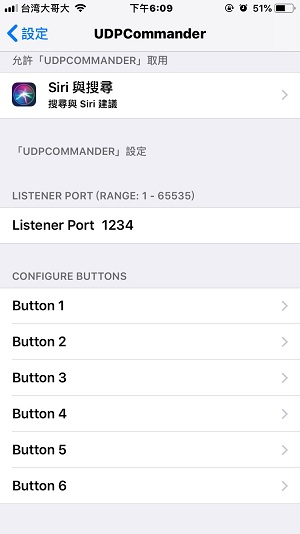 台湾大哥大 下午6:09 51%
設定 UDPCommander
允許「UDPCOMMANDER」取用
Siri 與搜尋
搜尋與 Siri 建議
「UDPCOMMANDER」設定
LISTENER PORT (RANGE: 1 - 65535)
Listener Port 1234
CONFIGURE BUTTONS
Button 1
Button 2
Button 3
Button 4
Button 5
Button 6